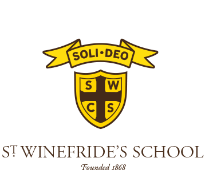 SOLI·DEO
S W
C S
ST WINEFRIDE'S SCHOOL
Founded 1868